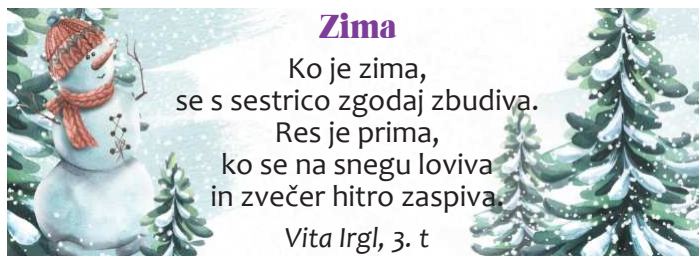 Zima
Ko je zima,
se s sestrico zgodaj zbudiva.
Res je prima,
ko se na snegu loviva
in zvečer hitro zaspiva.
Vita Irgl, 3. t